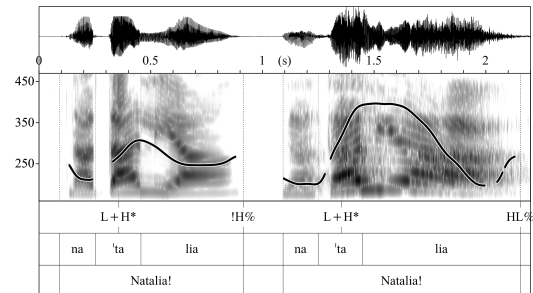 0 0.5 1 (s) 1.5 2
450
350
250
L+H* !H% L+H* HL%
na ˈta lia na ˈta lia
Natalia! Natalia!